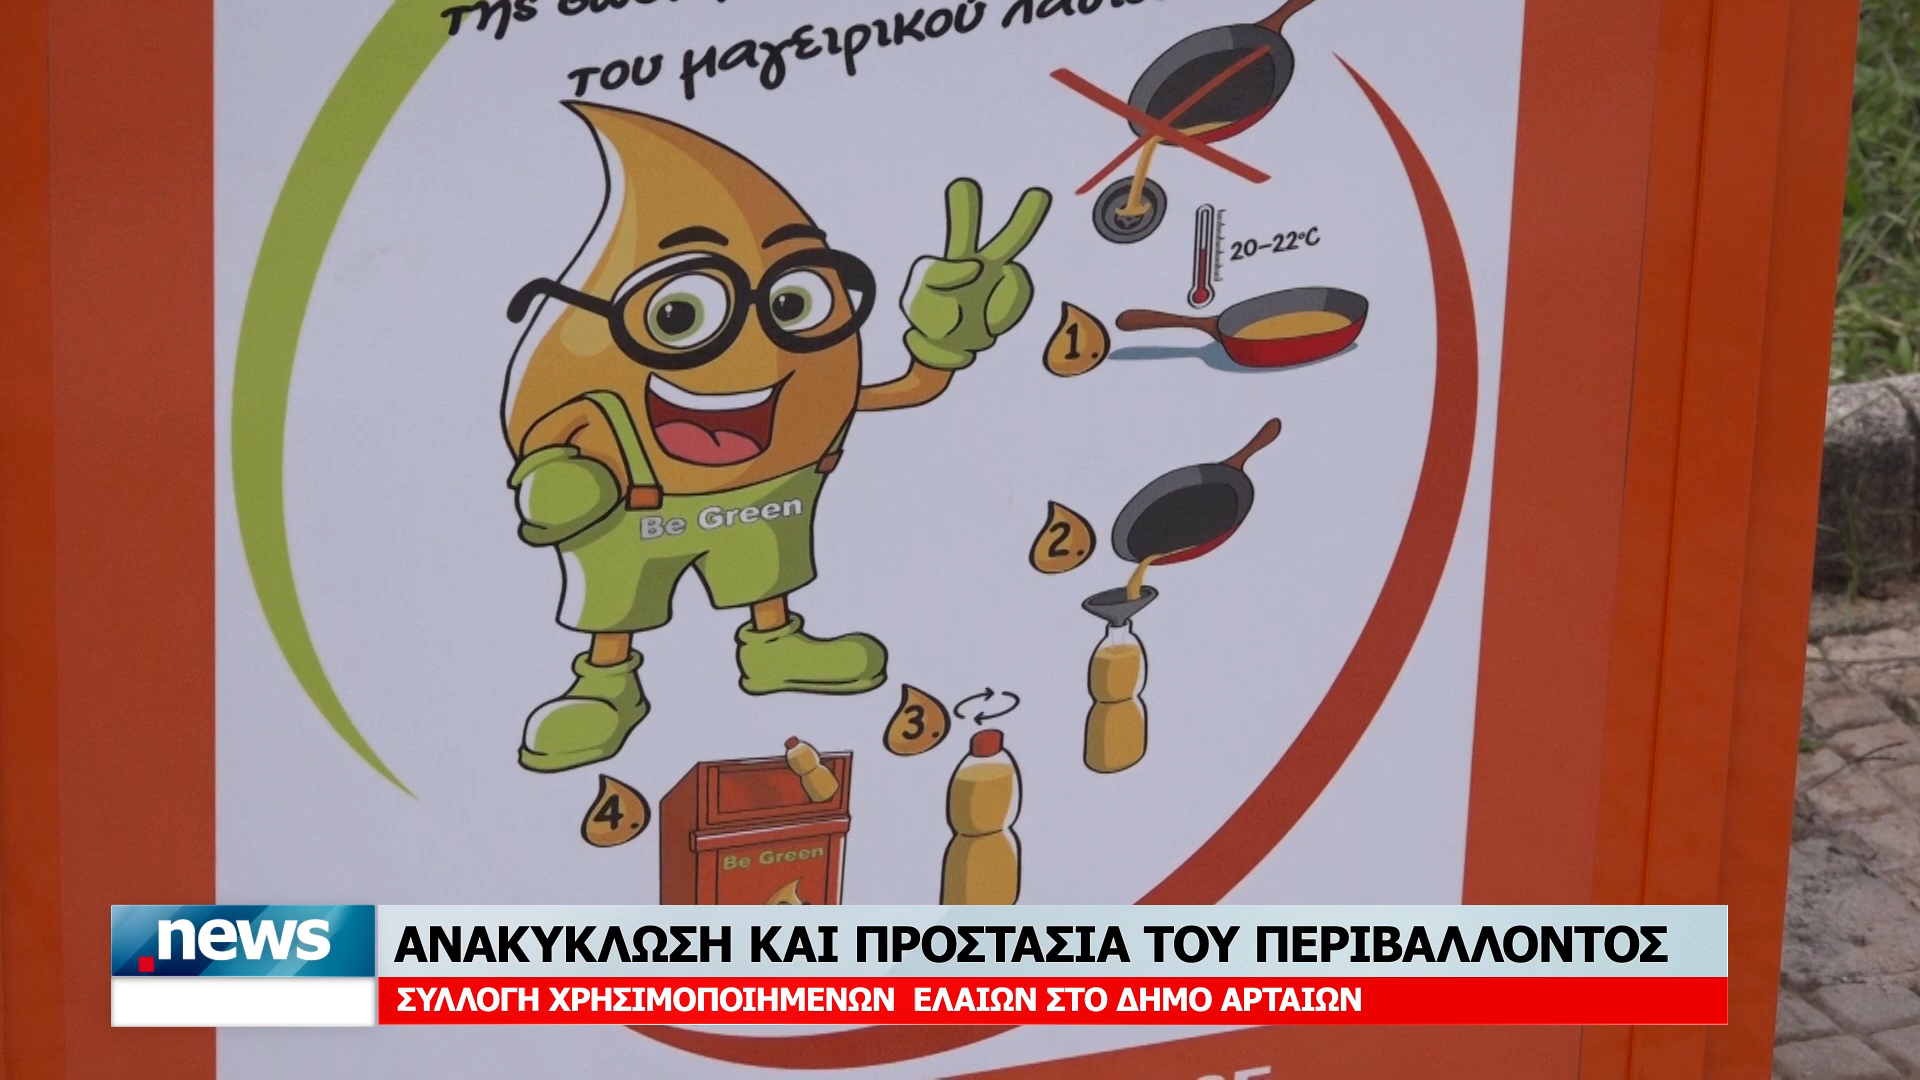 της
του μαγειρικού
20-22°C
1.
2.
Be Green
3.
4.
Be Green
.news
ΑΝΑΚΥΚΛΩΣΗ ΚΑΙ ΠΡΟΣΤΑΣΙΑ ΤΟΥ ΠΕΡΙΒΑΛΛΟΝΤΟΣ
ΣΥΛΛΟΓΗ ΧΡΗΣΙΜΟΠΟΙΗΜΕΝΩΝ ΕΛΑΙΩΝ ΣΤΟ ΔΗΜΟ ΑΡΤΑΙΩΝ